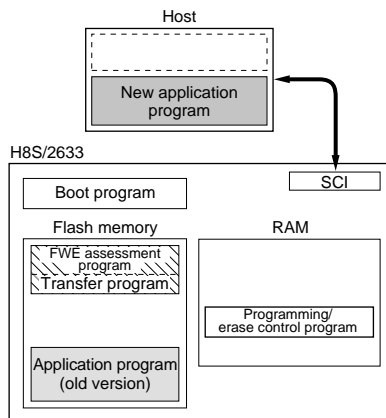 Host
New application
program
H8S/2633
SCI
Boot program
Flash memory
RAM
FWE assessment
program
Transfer program
Programming/
erase control program
Application program
(old version)